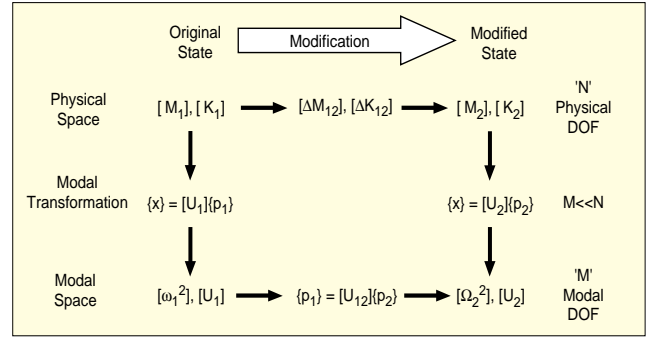 Original
State
Modification
Modified
State
Physical
Space
[ M₁], [ K₁]
[ΔM₁₂], [ΔK₁₂]
[ M₂], [ K₂]
'N'
Physical
DOF
Modal
Transformation
{x} = [U₁]{p₁}
{x} = [U₂]{p₂}
M<<N
Modal
Space
[ω₁²], [U₁]
{p₁} = [U₁₂]{p₂}
[Ω₂²], [U₂]
'M'
Modal
DOF